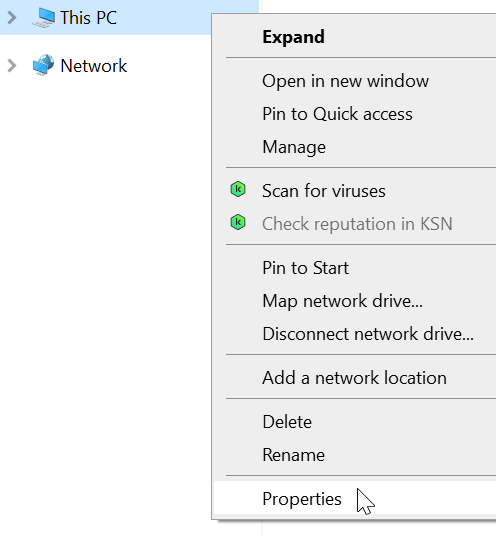 This PC
Network
Expand
Open in new window
Pin to Quick access
Manage
Scan for viruses
Check reputation in KSN
Pin to Start
Map network drive...
Disconnect network drive...
Add a network location
Delete
Rename
Properties